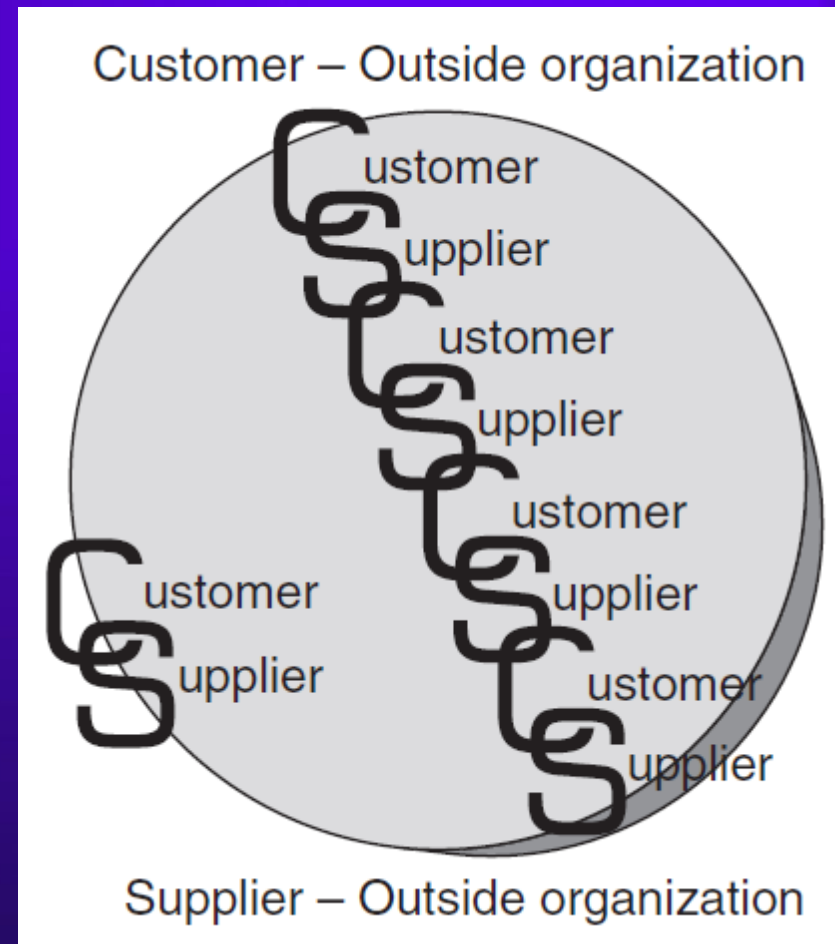 Customer – Outside organization
Customer
Supplier
Customer
Supplier
Customer
Supplier
Customer
Supplier
Customer
Supplier
Supplier – Outside organization